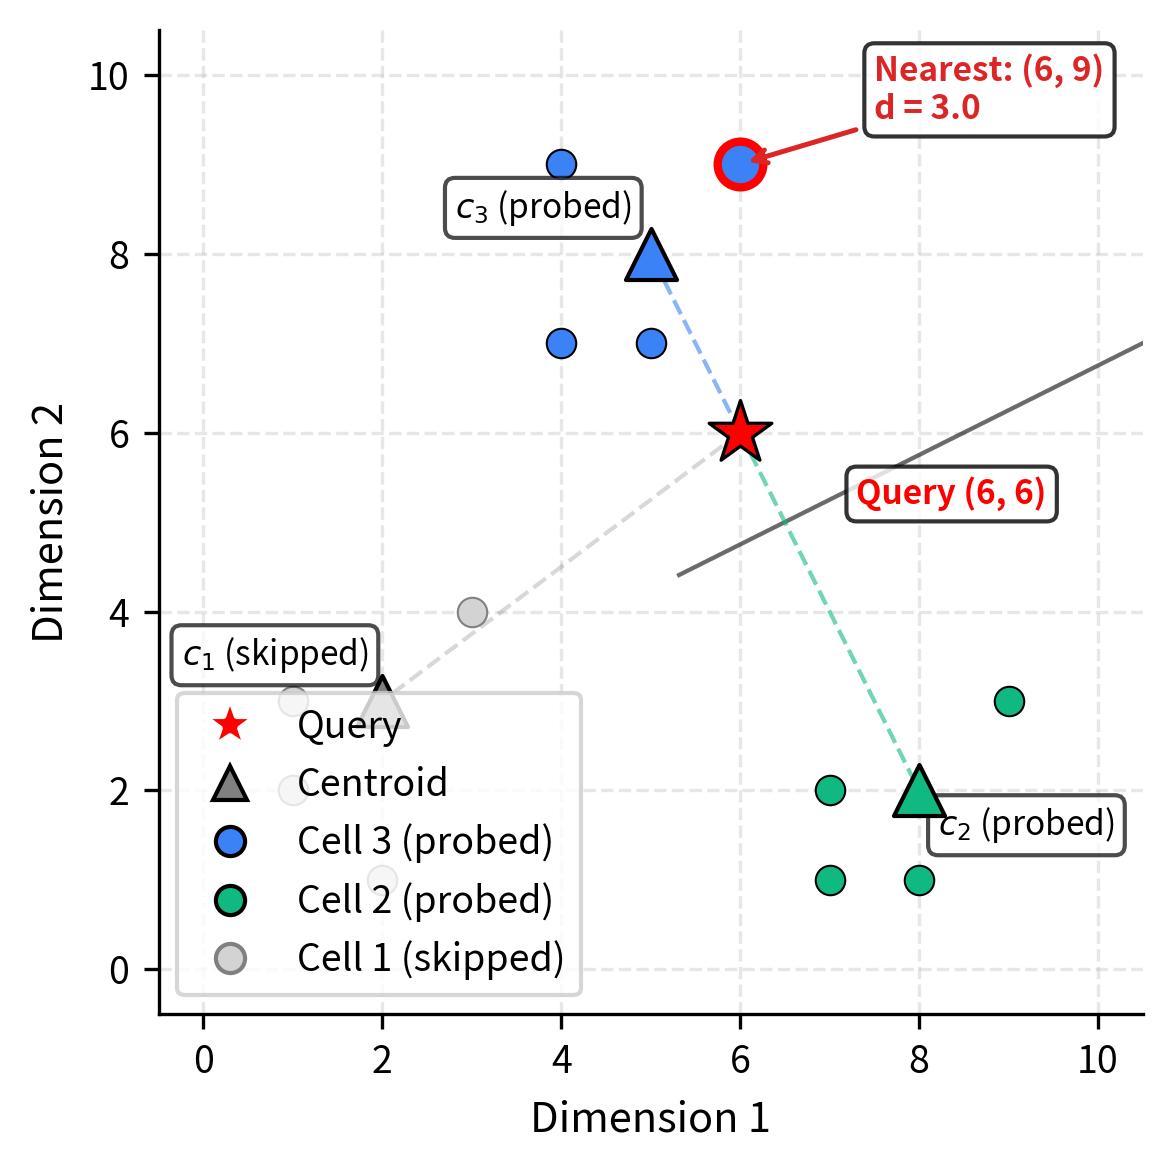 Nearest: (6, 9)
d = 3.0
c₃ (probed)
Query (6, 6)
c₁ (skipped)
c₂ (probed)
Query
Centroid
Cell 3 (probed)
Cell 2 (probed)
Cell 1 (skipped)
10
8
6
4
2
0
0 2 4 6 8 10
Dimension 1
Dimension 2